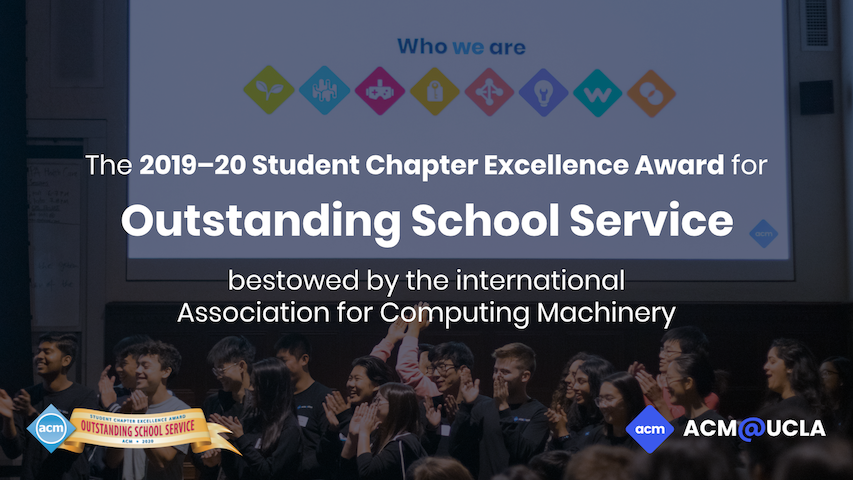 Who we are
The 2019–20 Student Chapter Excellence Award for
Outstanding School Service
acm
bestowed by the international
Association for Computing Machinery
acm
STUDENT CHAPTER EXCELLENCE AWARD
OUTSTANDING SCHOOL SERVICE
ACM • 2020
acm
ACM@UCLA